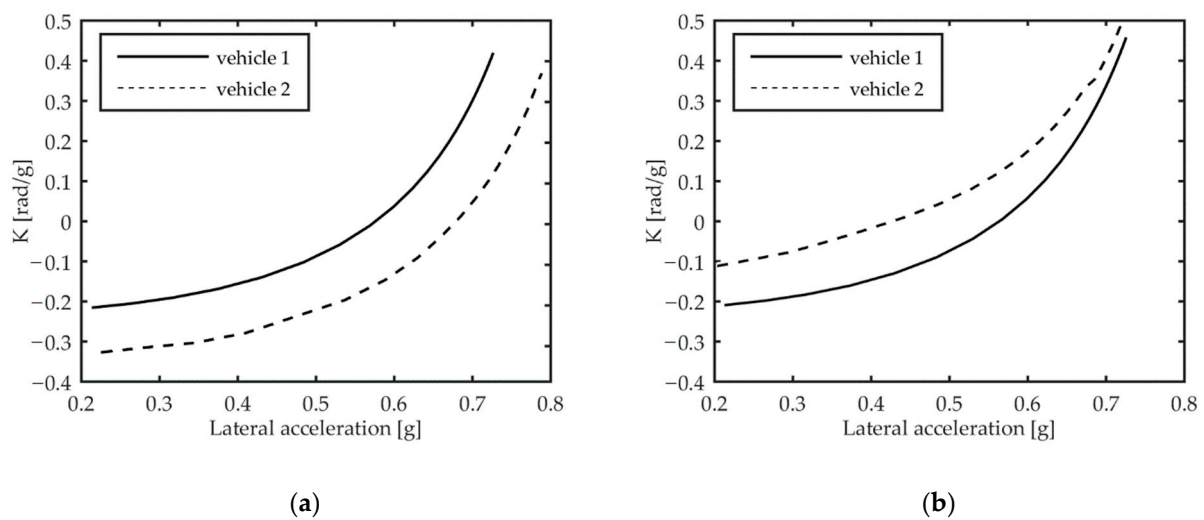 0.5
0.4
0.3
0.2
0.1
0
−0.1
−0.2
−0.3
−0.4
K [rad/g]
vehicle 1
vehicle 2
0.2 0.3 0.4 0.5 0.6 0.7 0.8
Lateral acceleration [g]
(a)
0.5
0.4
0.3
0.2
0.1
0
−0.1
−0.2
−0.3
−0.4
K [rad/g]
vehicle 1
vehicle 2
0.2 0.3 0.4 0.5 0.6 0.7 0.8
Lateral acceleration [g]
(b)